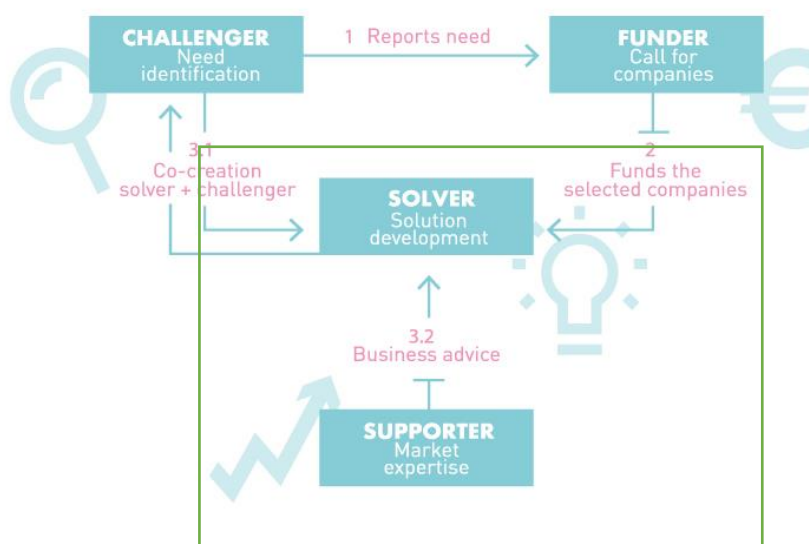 CHALLENGER
Need
identification
1 Reports need
FUNDER
Call for
companies
3.1
Co-creation
solver + challenger
2
Funds the
selected companies
SOLVER
Solution
development
3.2
Business advice
SUPPORTER
Market
expertise